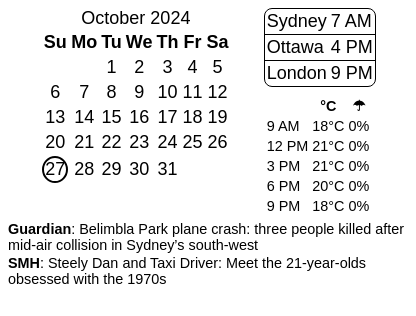 October 2024
Su Mo Tu We Th Fr Sa
1 2 3 4 5
6 7 8 9 10 11 12
13 14 15 16 17 18 19
20 21 22 23 24 25 26
27 28 29 30 31
Sydney 7 AM
Ottawa 4 PM
London 9 PM
°C ☂
9 AM 18°C 0%
12 PM 21°C 0%
3 PM 21°C 0%
6 PM 20°C 0%
9 PM 18°C 0%
Guardian: Belimbla Park plane crash: three people killed after
mid-air collision in Sydney's south-west
SMH: Steely Dan and Taxi Driver: Meet the 21-year-olds
obsessed with the 1970s